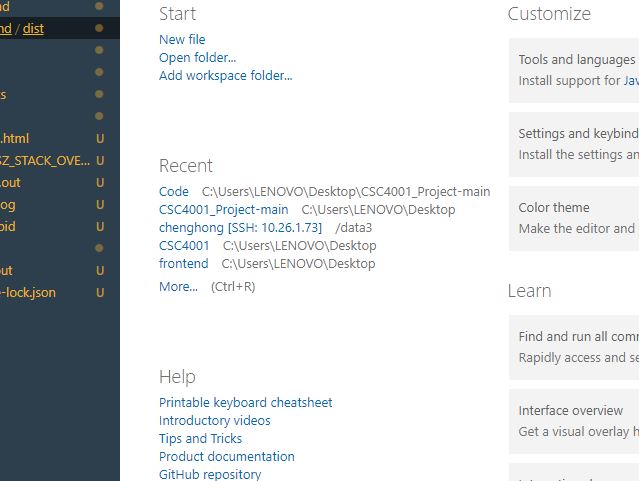 nd
nd / dist
s
.html U
SZ_STACK_OVE... U
.out U
og U
pid U
out U
e-lock.json U
Start
New file
Open folder...
Add workspace folder...
Recent
Code C:\Users\LENOVO\Desktop\CSC4001_Project-main
CSC4001_Project-main C:\Users\LENOVO\Desktop
chenghong [SSH: 10.26.1.73] /data3
CSC4001 C:\Users\LENOVO\Desktop
frontend C:\Users\LENOVO\Desktop
More... (Ctrl+R)
Help
Printable keyboard cheatsheet
Introductory videos
Tips and Tricks
Product documentation
GitHub repository
Customize
Tools and languages
Install support for Jav
Settings and keybind
Install the settings an
Color theme
Make the editor and
Learn
Find and run all comm
Rapidly access and se
Interface overview
Get a visual overlay h